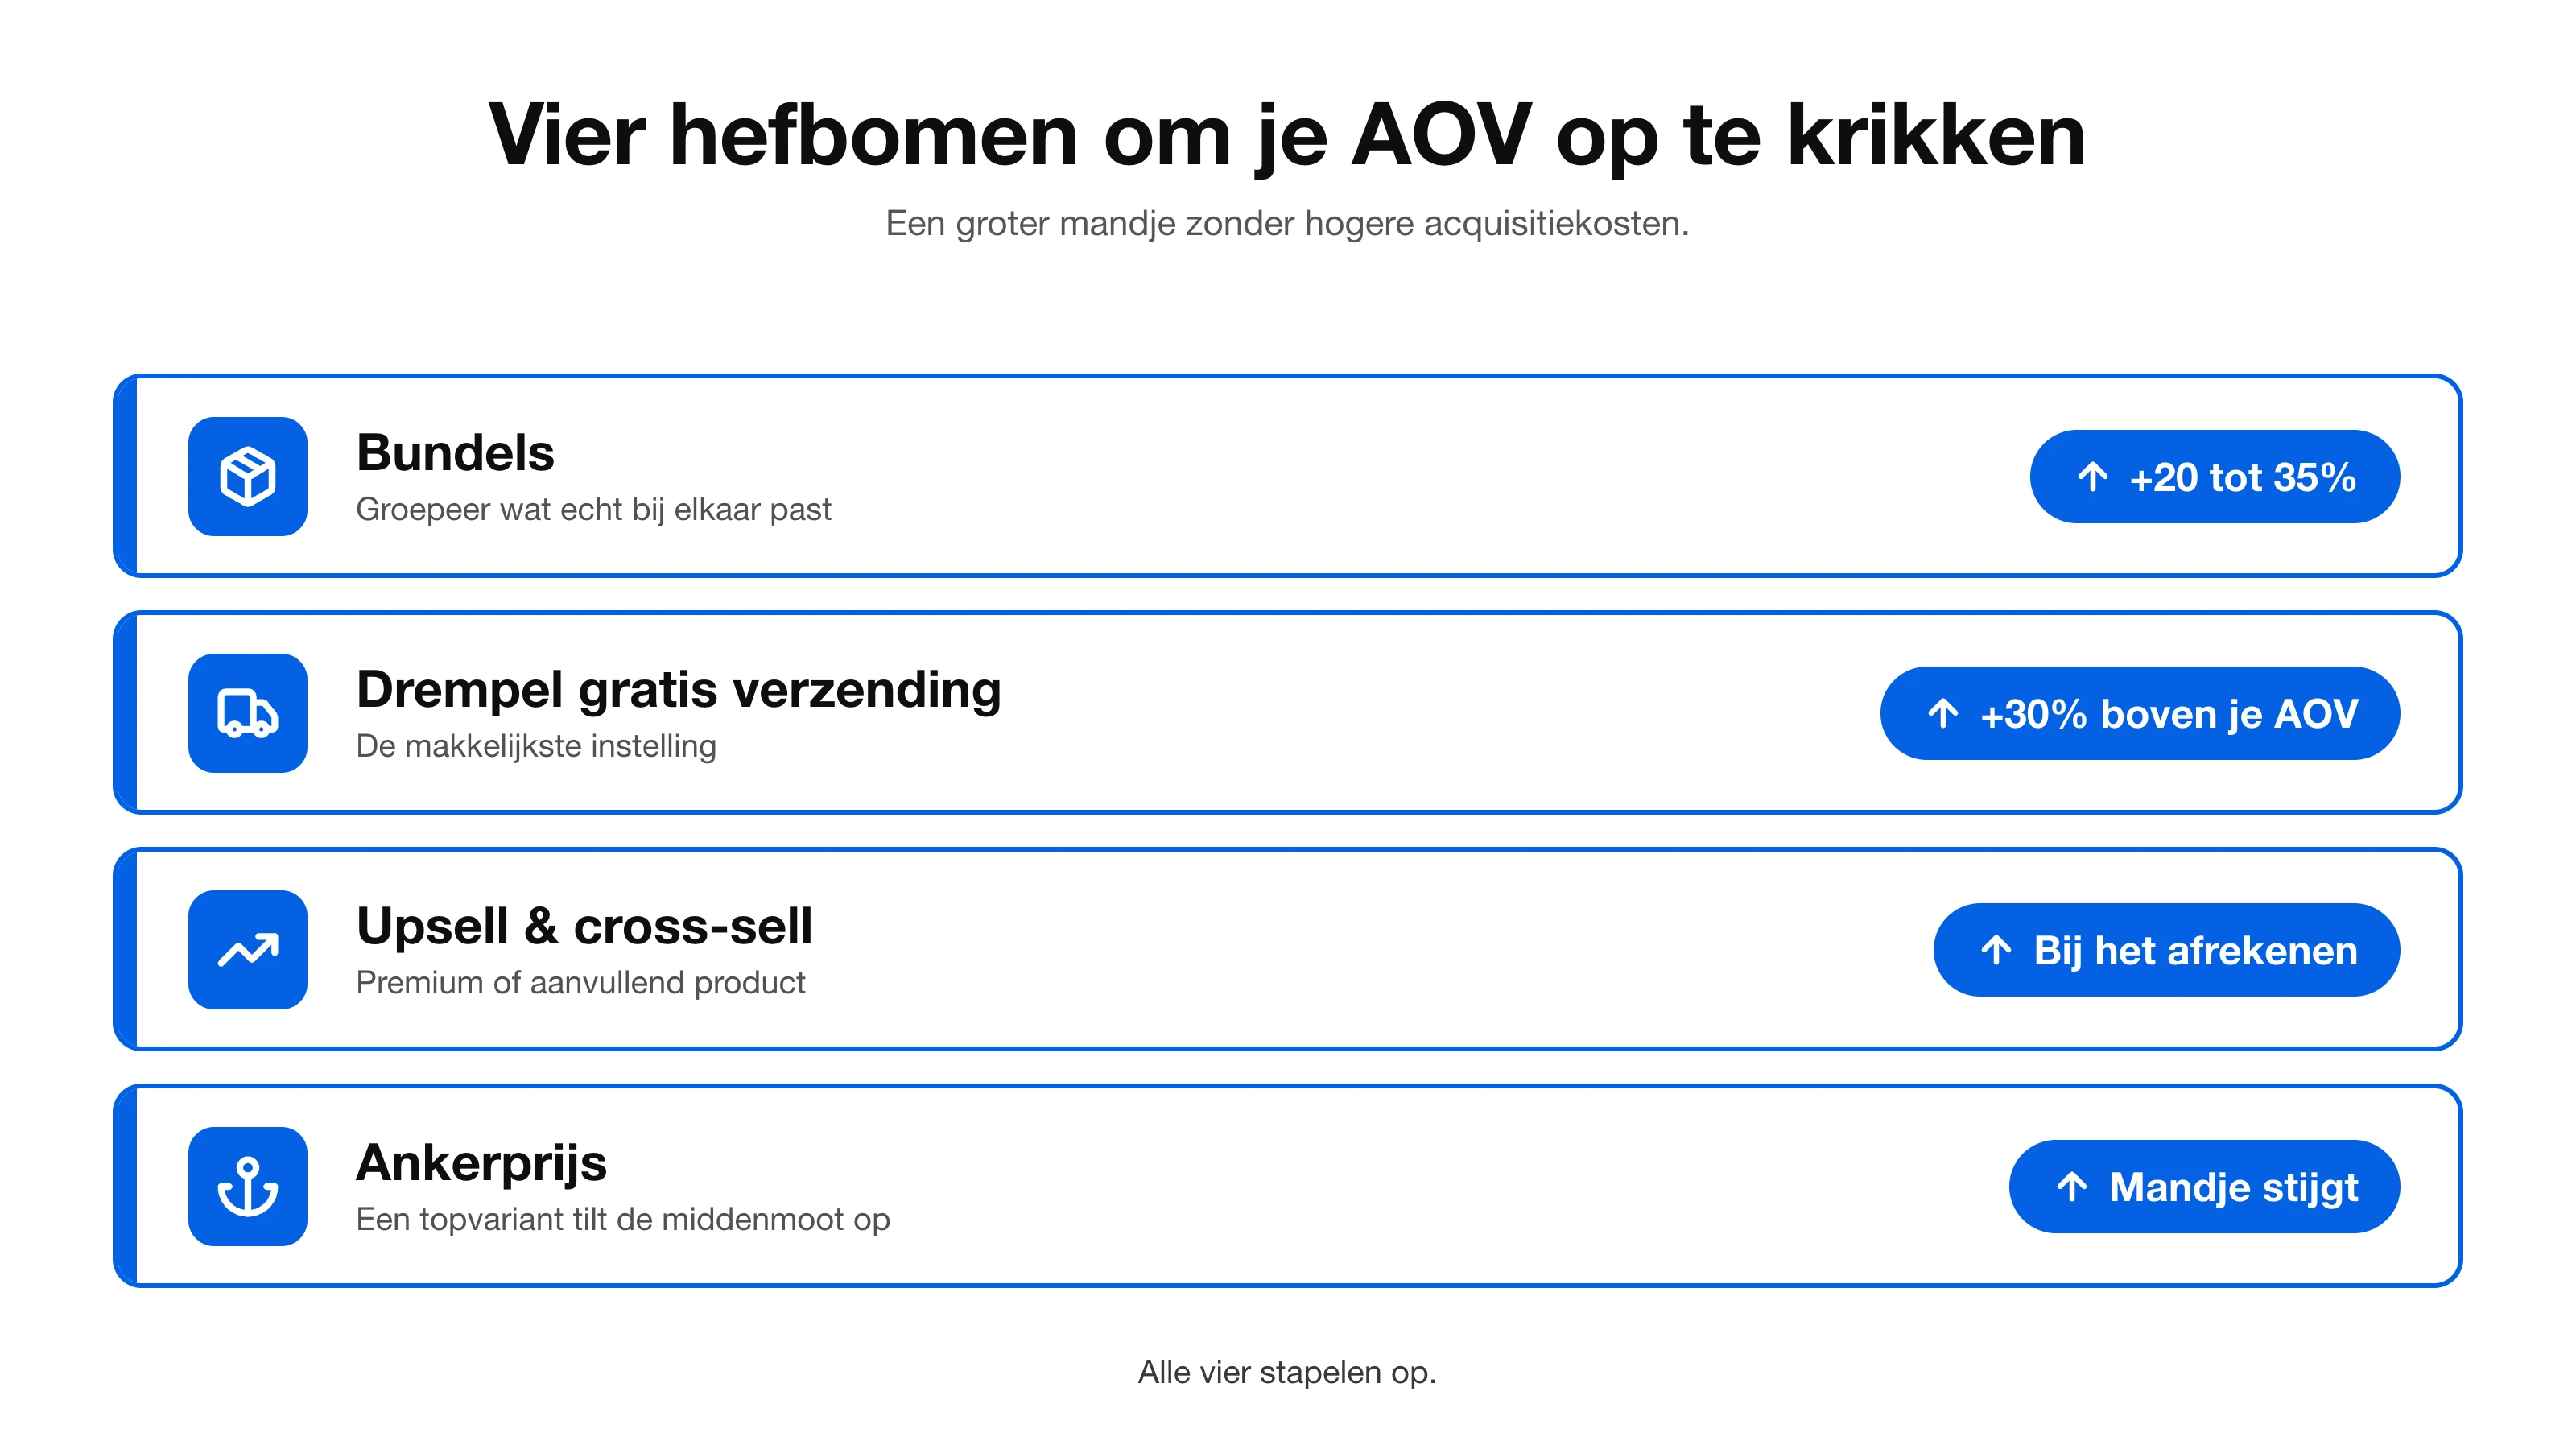 Vier hefbomen om je AOV op te krikken
Een groter mandje zonder hogere acquisitiekosten.
Bundels
Groepeer wat echt bij elkaar past
↑ +20 tot 35%
Drempel gratis verzending
De makkelijkste instelling
↑ +30% boven je AOV
Upsell & cross-sell
Premium of aanvullend product
↑ Bij het afrekenen
Ankerprijs
Een topvariant tilt de middenmoot op
↑ Mandje stijgt
Alle vier stapelen op.